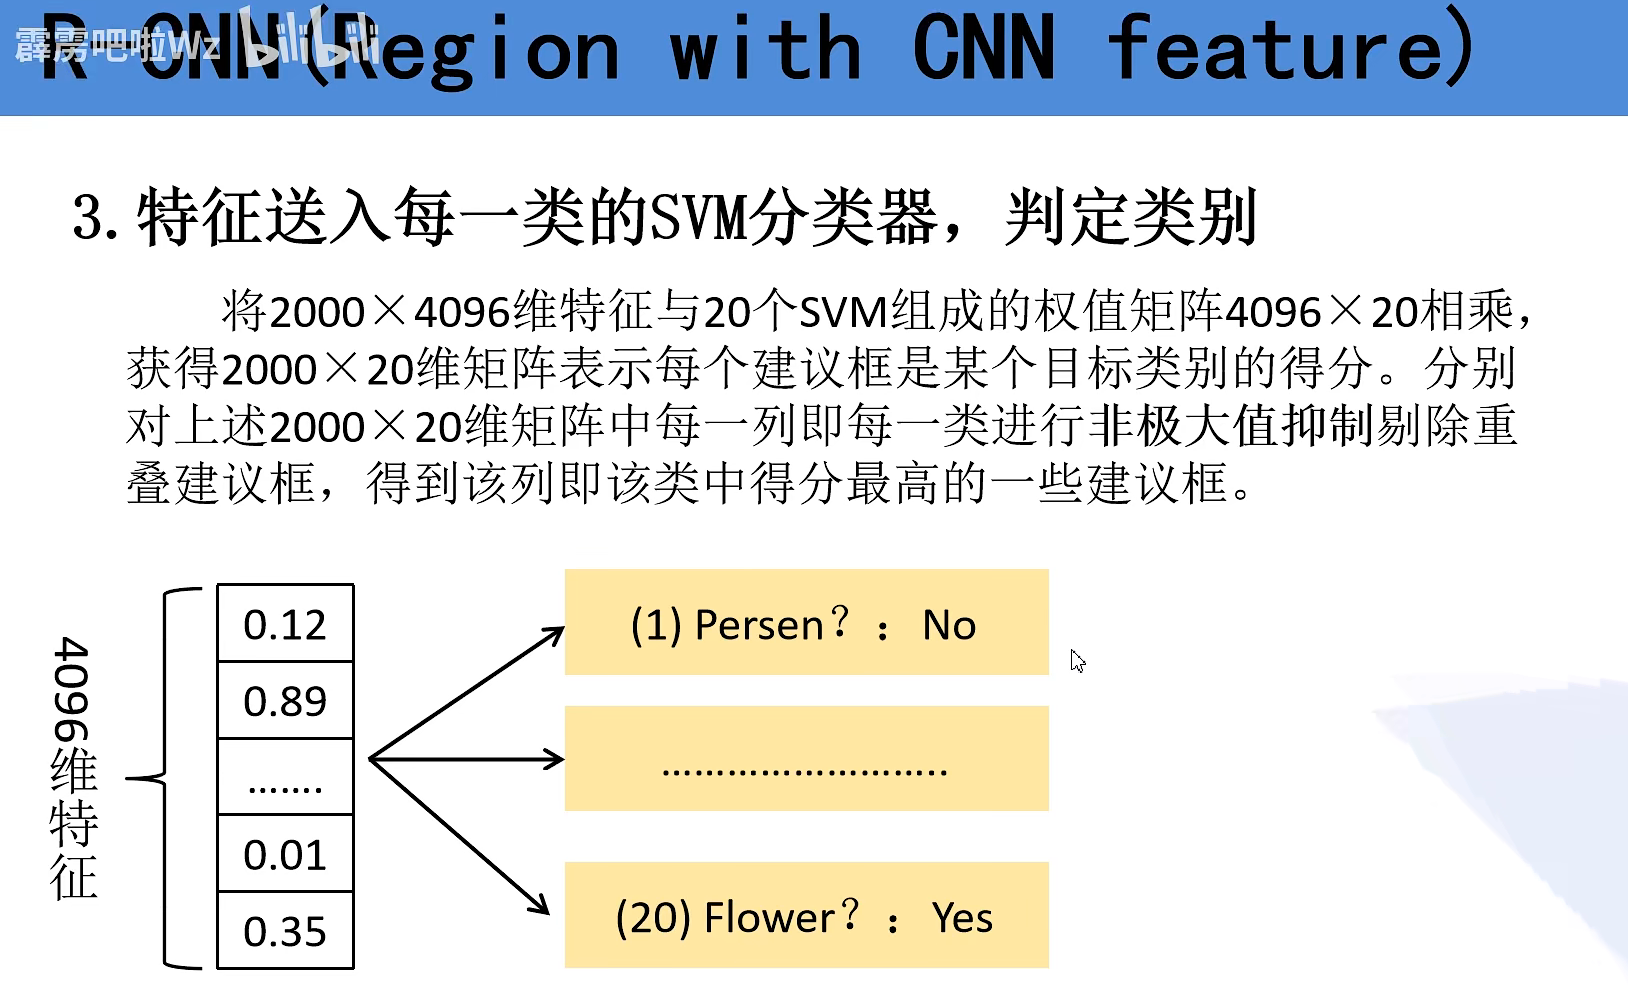 R-CNN(Region with CNN feature)
霹雳吧啦Wz bilibili
3.特征送入每一类的SVM分类器，判定类别
将2000×4096维特征与20个SVM组成的权值矩阵4096×20相乘，
获得2000×20维矩阵表示每个建议框是某个目标类别的得分。分别
对上述2000×20维矩阵中每一列即每一类进行非极大值抑制剔除重
叠建议框，得到该列即该类中得分最高的一些建议框。
4096维特征
0.12
0.89
.......
0.01
0.35
(1) Persen？： No
……………………..
(20) Flower？：Yes